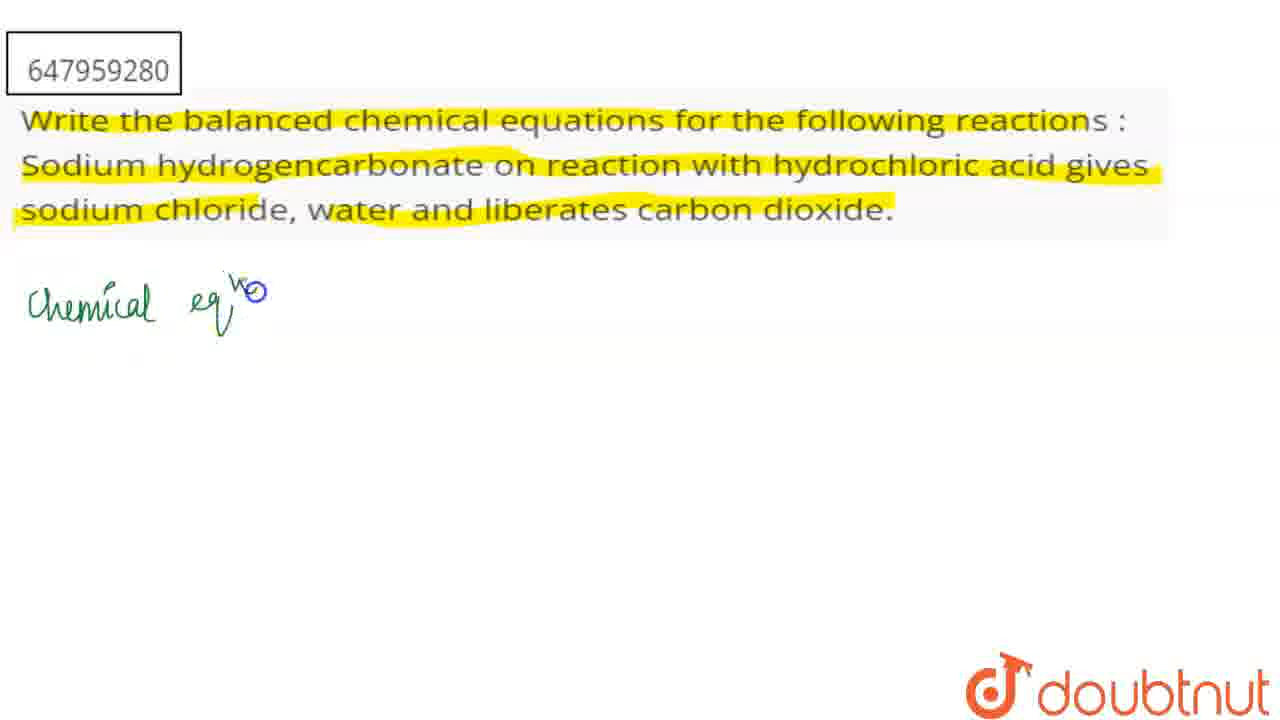 647959280
Write the balanced chemical equations for the following reactions :
Sodium hydrogencarbonate on reaction with hydrochloric acid gives
sodium chloride, water and liberates carbon dioxide.
Chemical eqn
doubtnut